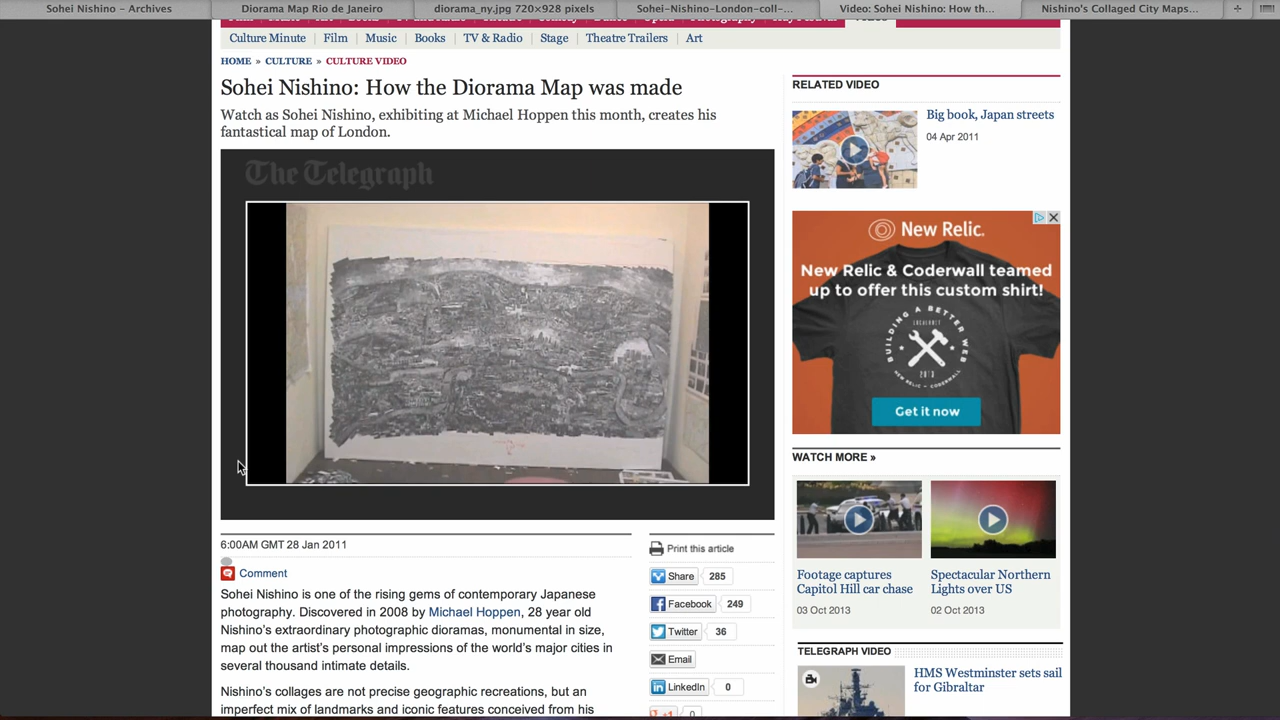 Sohei Nishino - Archives
Diorama Map Rio de Janeiro
diorama_ny.jpg 720×928 pixels
Sohei-Nishino-London-coll-...
Video: Sohei Nishino: How th...
Nishino's Collaged City Maps...
Culture Minute
Film
Music
Books
TV & Radio
Stage
Theatre Trailers
Art
HOME » CULTURE » CULTURE VIDEO
Sohei Nishino: How the Diorama Map was made
Watch as Sohei Nishino, exhibiting at Michael Hoppen this month, creates his
fantastical map of London.
The Telegraph
6:00AM GMT 28 Jan 2011
Comment
Sohei Nishino is one of the rising gems of contemporary Japanese
photography. Discovered in 2008 by Michael Hoppen, 28 year old
Nishino's extraordinary photographic dioramas, monumental in size,
map out the artist's personal impressions of the world's major cities in
several thousand intimate details.
Nishino's collages are not precise geographic recreations, but an
imperfect mix of landmarks and iconic features conceived from his
Print this article
Share 285
Facebook 249
Twitter 36
Email
LinkedIn 0
+1 0
RELATED VIDEO
Big book, Japan streets
04 Apr 2011
New Relic.
New Relic & Coderwall teamed
up to offer this custom shirt!
BUILDING A BETTER WEB
2013
NEW RELIC – CODERWALL
Get it now
WATCH MORE »
Footage captures
Capitol Hill car chase
03 Oct 2013
Spectacular Northern
Lights over US
02 Oct 2013
TELEGRAPH VIDEO
HMS Westminster sets sail
for Gibraltar